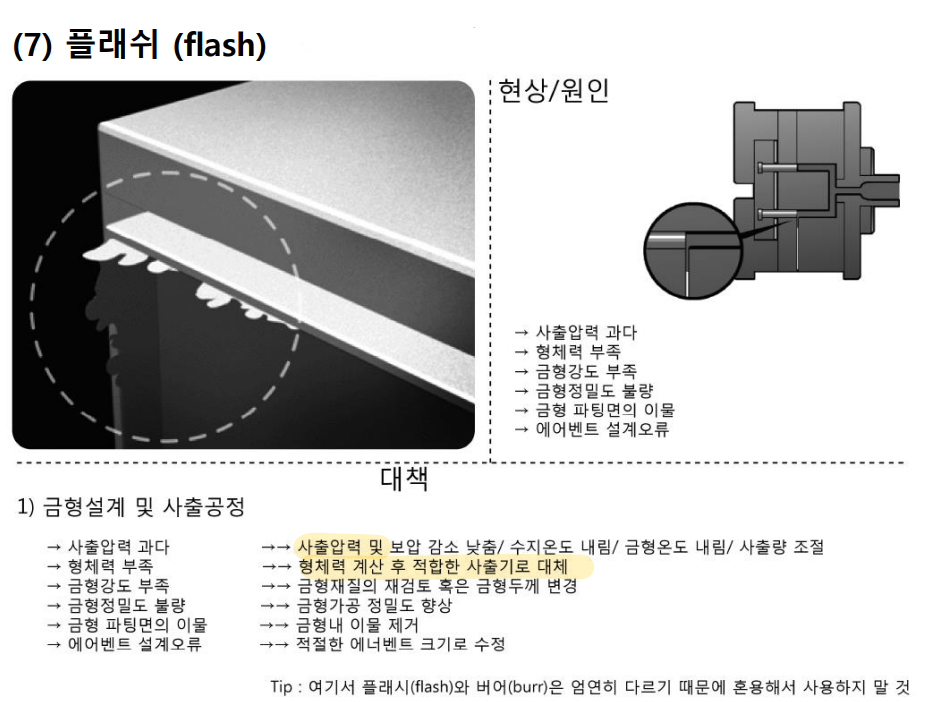 (7) 플래쉬 (flash)
현상/원인
→ 사출압력 과다
→ 형체력 부족
→ 금형강도 부족
→ 금형정밀도 불량
→ 금형 파팅면의 이물
→ 에어벤트 설계오류
대책
1) 금형설계 및 사출공정
→ 사출압력 과다 →→ 사출압력 및 보압 감소 낮춤/ 수지온도 내림/ 금형온도 내림/ 사출량 조절
→ 형체력 부족 →→ 형체력 계산 후 적합한 사출기로 대체
→ 금형강도 부족 →→ 금형재질의 재검토 혹은 금형두께 변경
→ 금형정밀도 불량 →→ 금형가공 정밀도 향상
→ 금형 파팅면의 이물 →→ 금형내 이물 제거
→ 에어벤트 설계오류 →→ 적절한 에너벤트 크기로 수정
Tip : 여기서 플래시(flash)와 버어(burr)은 엄연히 다르기 때문에 혼용해서 사용하지 말 것